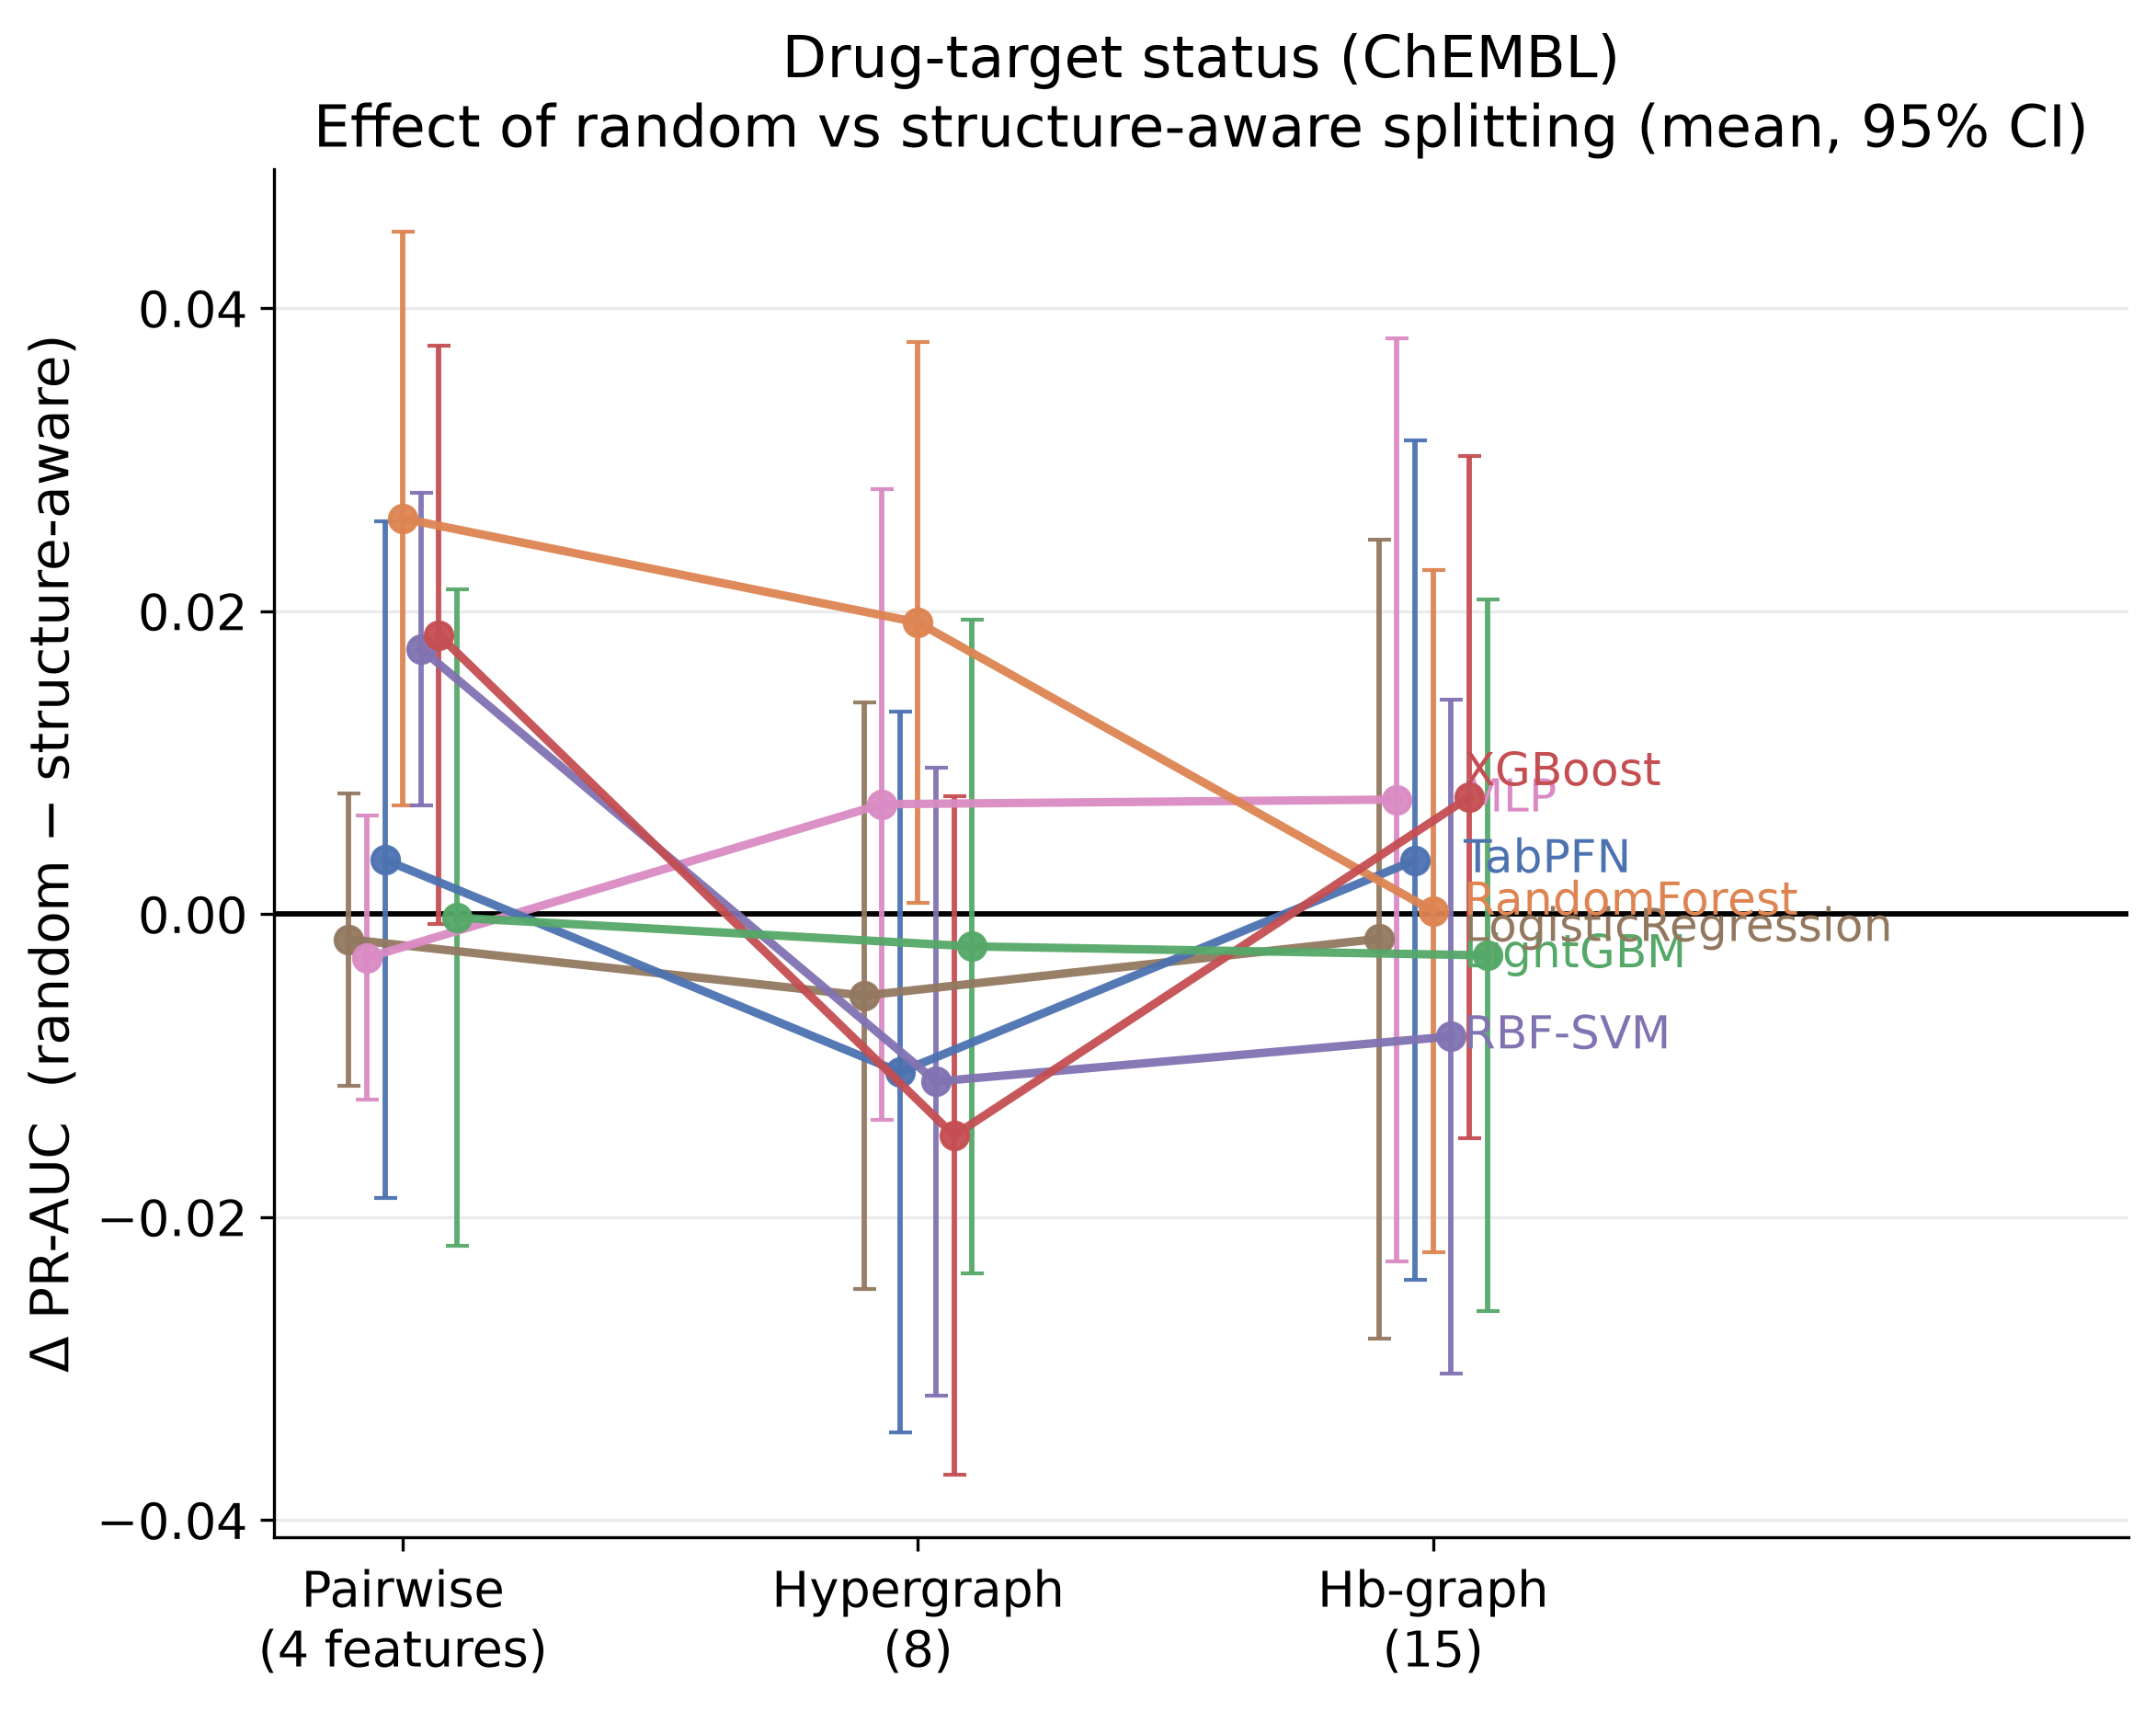 Drug-target status (ChEMBL)
Effect of random vs structure-aware splitting (mean, 95% CI)
Δ PR-AUC (random − structure-aware)
0.04
0.02
0.00
−0.02
−0.04
XGBoost
MLP
TabPFN
RandomForest
LogisticRegression
LightGBM
RBF-SVM
Pairwise
(4 features)
Hypergraph
(8)
Hb-graph
(15)